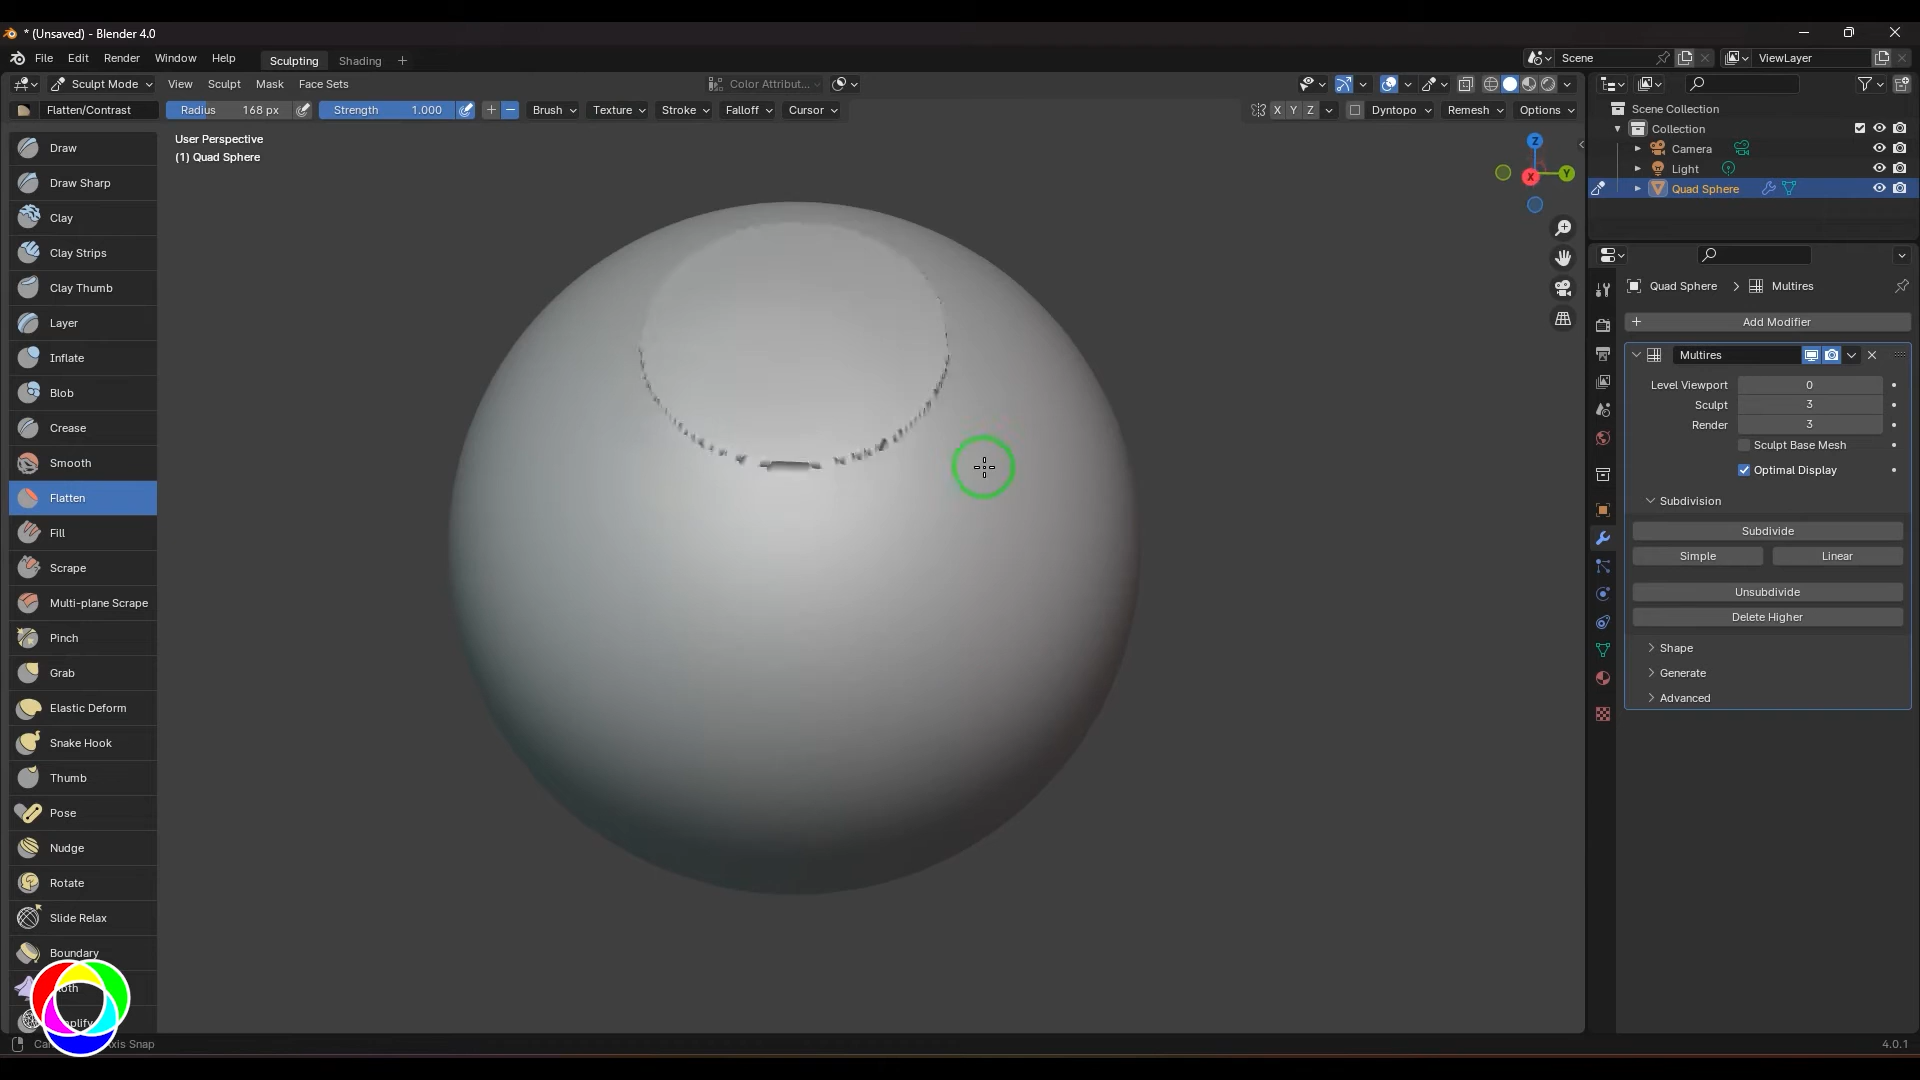 * (Unsaved) - Blender 4.0
File Edit Render Window Help Sculpting Shading + Scene ViewLayer
Sculpt Mode View Sculpt Mask Face Sets Color Attribut...
Flatten/Contrast Radius 168 px Strength 1.000 Brush Texture Stroke Falloff Cursor X Y Z Dyntopo Remesh Options
User Perspective
(1) Quad Sphere
Draw
Draw Sharp
Clay
Clay Strips
Clay Thumb
Layer
Inflate
Blob
Crease
Smooth
Flatten
Fill
Scrape
Multi-plane Scrape
Pinch
Grab
Elastic Deform
Snake Hook
Thumb
Pose
Nudge
Rotate
Slide Relax
Boundary
Z
Y
X
Scene Collection
Collection
Camera
Light
Quad Sphere
Quad Sphere > Multires
+ Add Modifier
Multires
Level Viewport 0
Sculpt 3
Render 3
Sculpt Base Mesh
Optimal Display
Subdivision
Subdivide
Simple Linear
Unsubdivide
Delete Higher
Shape
Generate
Advanced
4.0.1